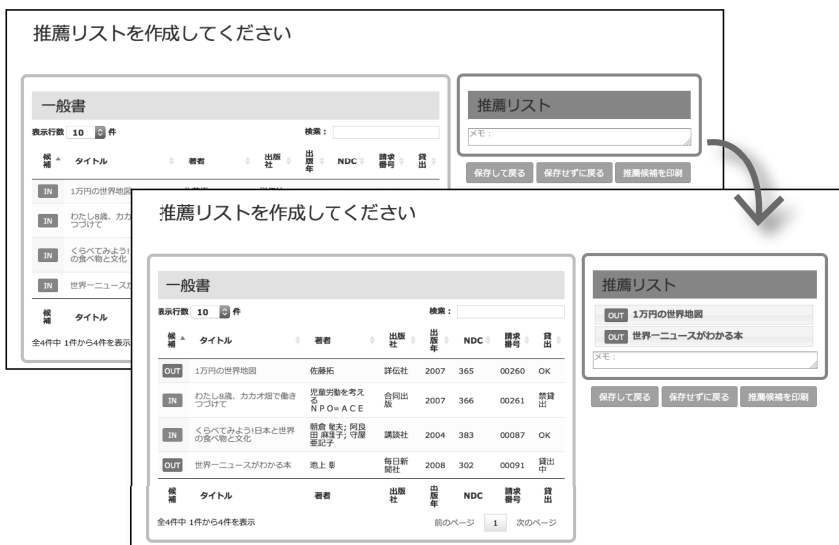 推薦リストを作成してください
一般書
表示行数 10 件 検索：
候補 タイトル 著者 出版社 出版年 NDC 請求番号 貸出
IN 1万円の世界地図
IN わたし8歳、カカ
つづけて
IN くらべてみよう!
の食べ物と文化
IN 世界一ニュースが
候補 タイトル
全4件中 1件から4件を表示
推薦リスト
メモ：
保存して戻る 保存せずに戻る 推薦候補を印刷
推薦リストを作成してください
一般書
表示行数 10 件 検索：
候補 タイトル 著者 出版社 出版年 NDC 請求番号 貸出
OUT 1万円の世界地図 佐藤拓 詳伝社 2007 365 00260 OK
IN わたし8歳、カカオ畑で働きつづけて 児童労働を考えるNPO=ACE 合同出版 2007 366 00261 禁貸出
IN くらべてみよう!日本と世界の食べ物と文化 朝倉 敏夫; 阿良田 麻里子; 守屋 亜記子 講談社 2004 383 00087 OK
OUT 世界一ニュースがわかる本 池上 彰 毎日新聞社 2008 302 00091 貸出中
候補 タイトル 著者 出版社 出版年 NDC 請求番号 貸出
全4件中 1件から4件を表示 前のページ 1 次のページ
推薦リスト
OUT 1万円の世界地図
OUT 世界一ニュースがわかる本
メモ：
保存して戻る 保存せずに戻る 推薦候補を印刷